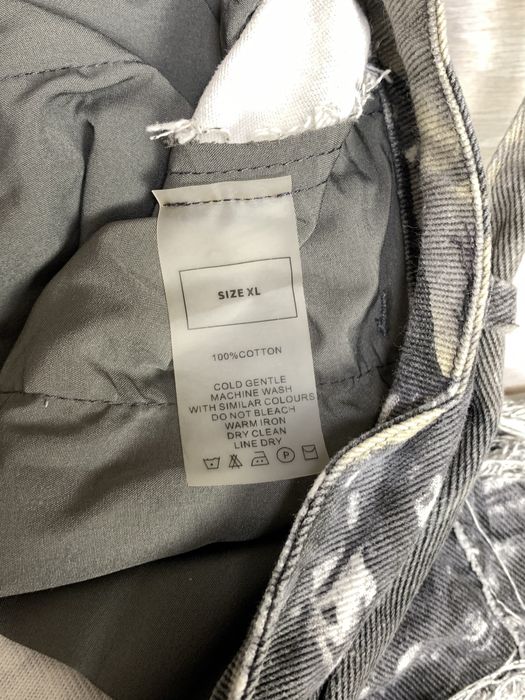 SIZE XL
100%COTTON
COLD GENTLE
MACHINE WASH
WITH SIMILAR COLOURS
DO NOT BLEACH
WARM IRON
DRY CLEAN
LINE DRY
P